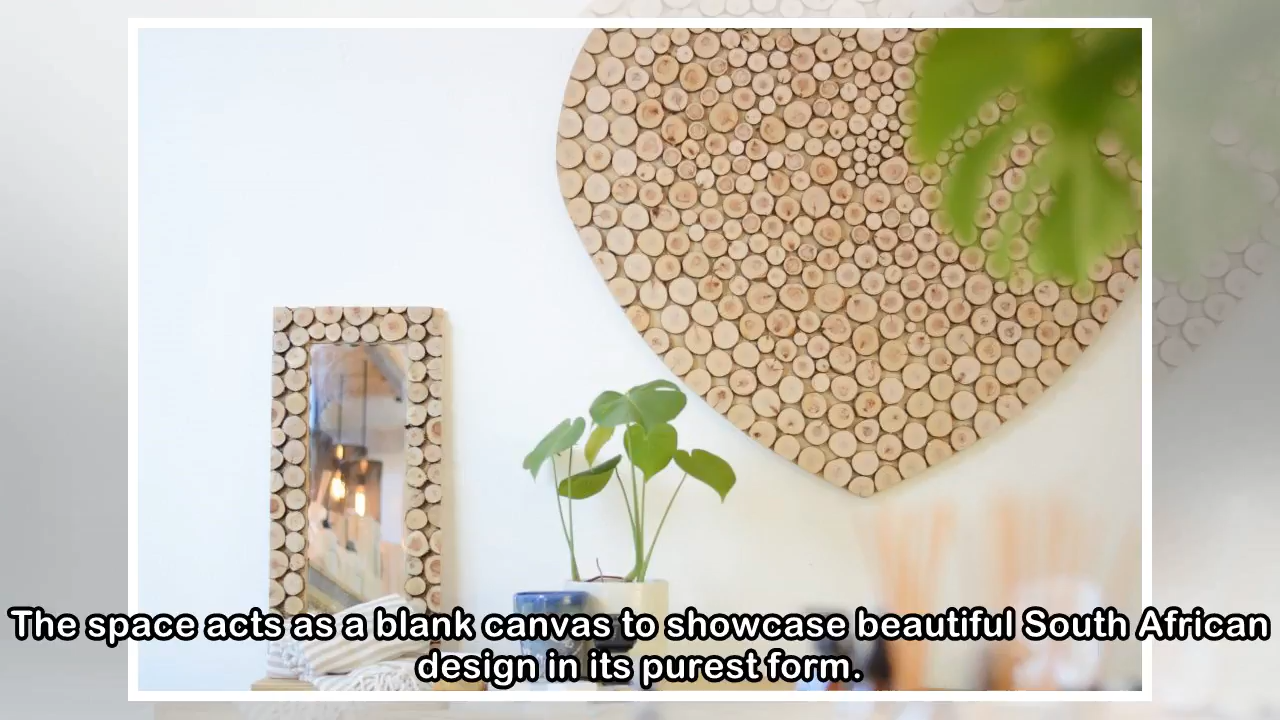 The space acts as a blank canvas to showcase beautiful South African
design in its purest form.